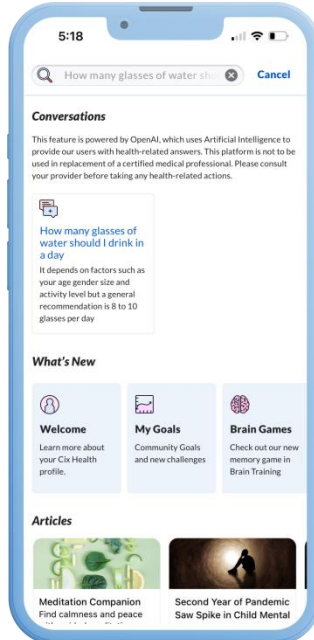 5:18
How many glasses of water shu
Cancel
Conversations
This feature is powered by OpenAI, which uses Artificial Intelligence to
provide our users with health-related answers. This platform is not to be
used in replacement of a certified medical professional. Please consult
your provider before taking any health-related actions.
How many glasses of
water should I drink in
a day
It depends on factors such as
your age gender size and
activity level but a general
recommendation is 8 to 10
glasses per day
What's New
Welcome
Learn more about
your Cix Health
profile.
My Goals
Community Goals
and new challenges
Brain Games
Check out our new
memory game in
Brain Training
Articles
Meditation Companion
Find calmness and peace
Second Year of Pandemic
Saw Spike in Child Mental